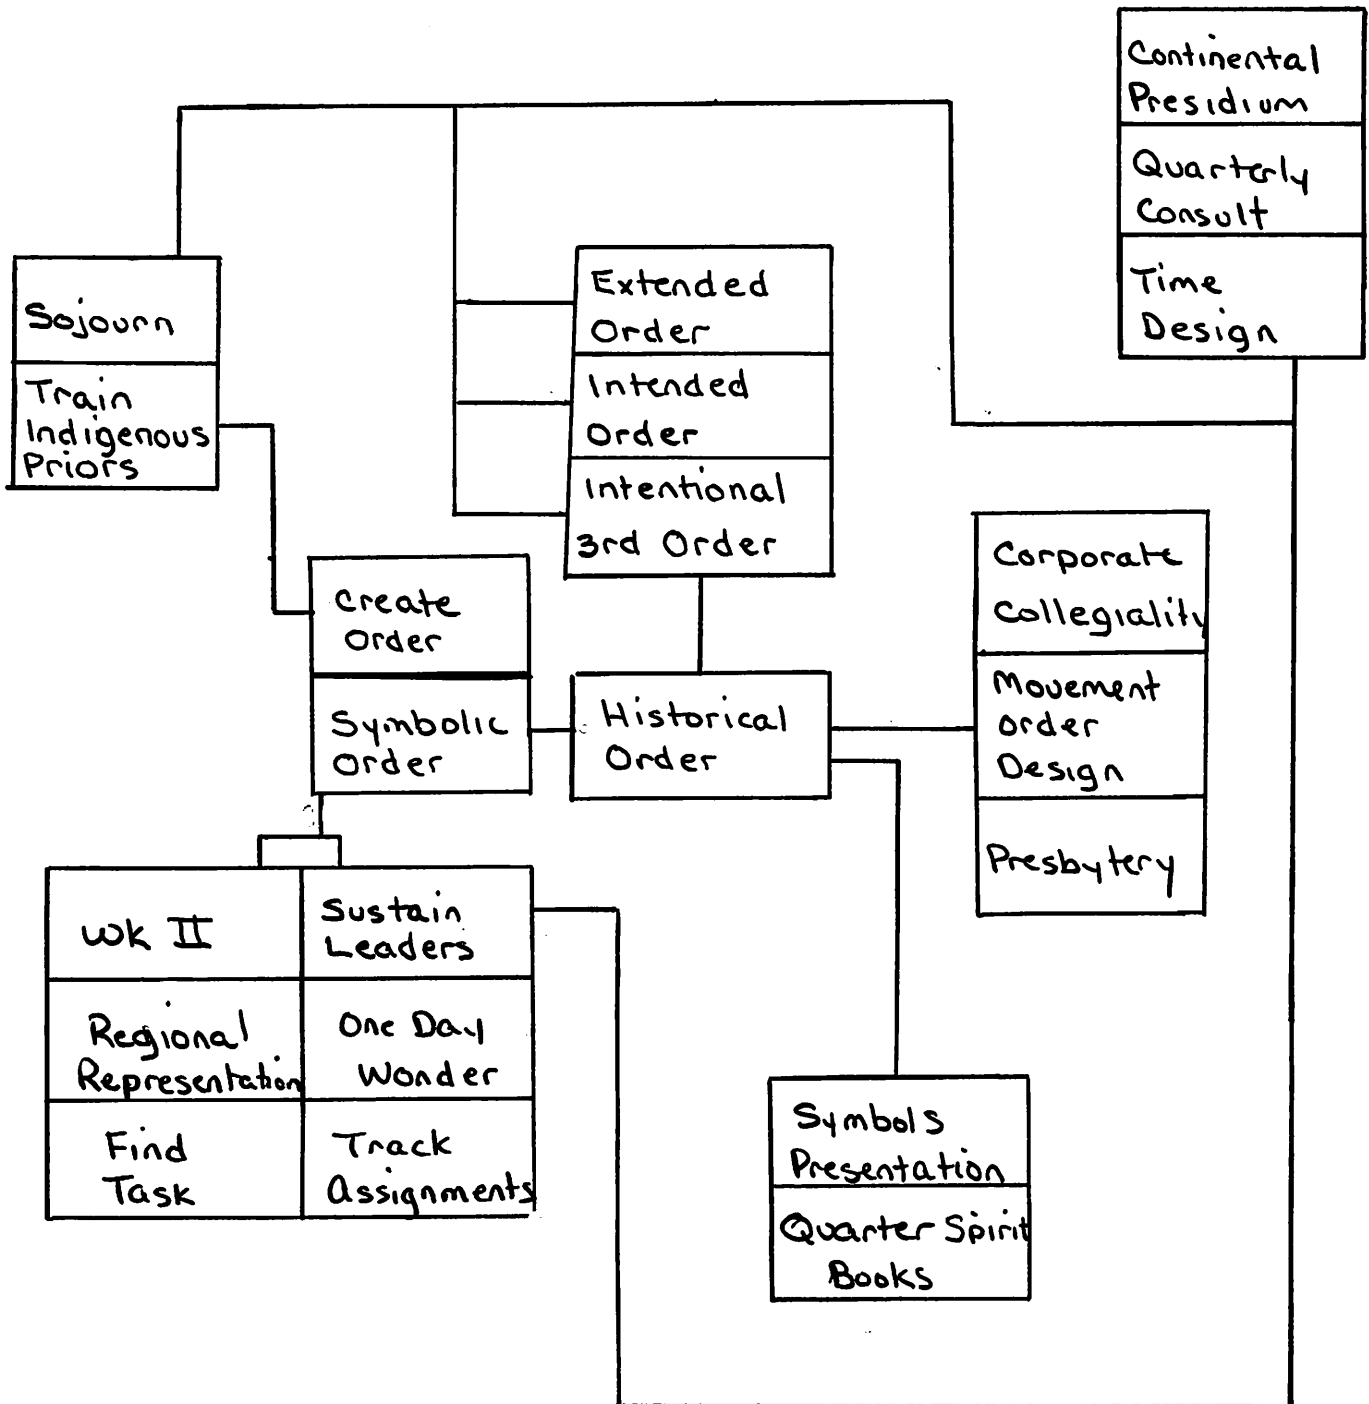 Continental
Presidium
Quarterly
Consult
Time
Design
Sojourn
Train
Indigenous
Priors
Extended
Order
Intended
Order
Intentional
3rd Order
Create
Order
Symbolic
Order
Historical
Order
Corporate
Collegiality
Movement
Order
Design
Presbytery
Wk II
Sustain
Leaders
Regional
Representation
One Day
Wonder
Find
Task
Track
Assignments
Symbols
Presentation
Quarter Spirit
Books